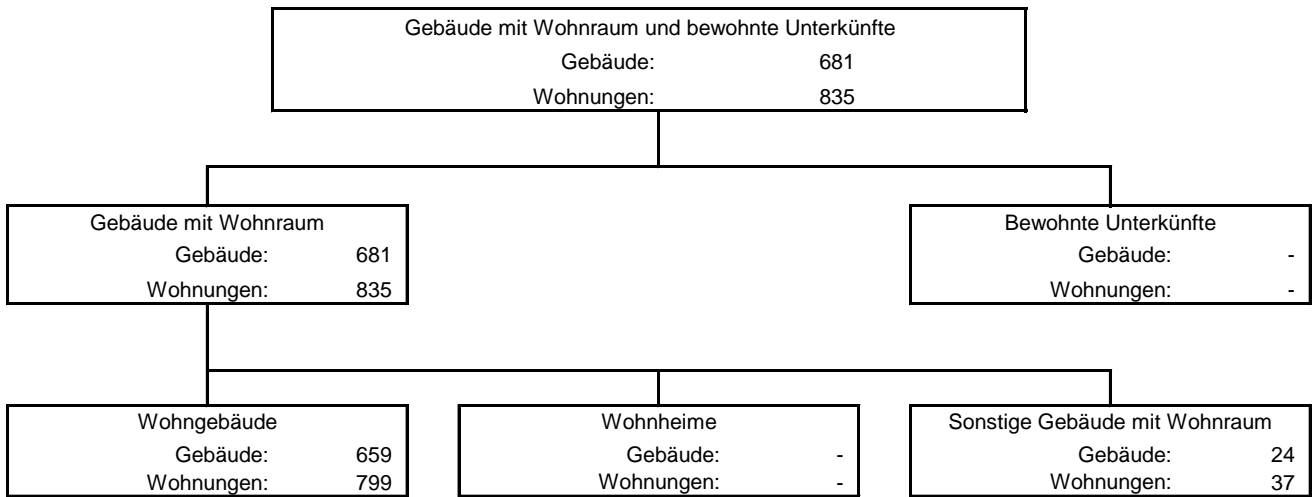 Gebäude mit Wohnraum und bewohnte Unterkünfte
Gebäude: 681
Wohnungen: 835
Gebäude mit Wohnraum
Gebäude: 681
Wohnungen: 835
Bewohnte Unterkünfte
Gebäude: -
Wohnungen: -
Wohngebäude
Gebäude: 659
Wohnungen: 799
Wohnheime
Gebäude: -
Wohnungen: -
Sonstige Gebäude mit Wohnraum
Gebäude: 24
Wohnungen: 37